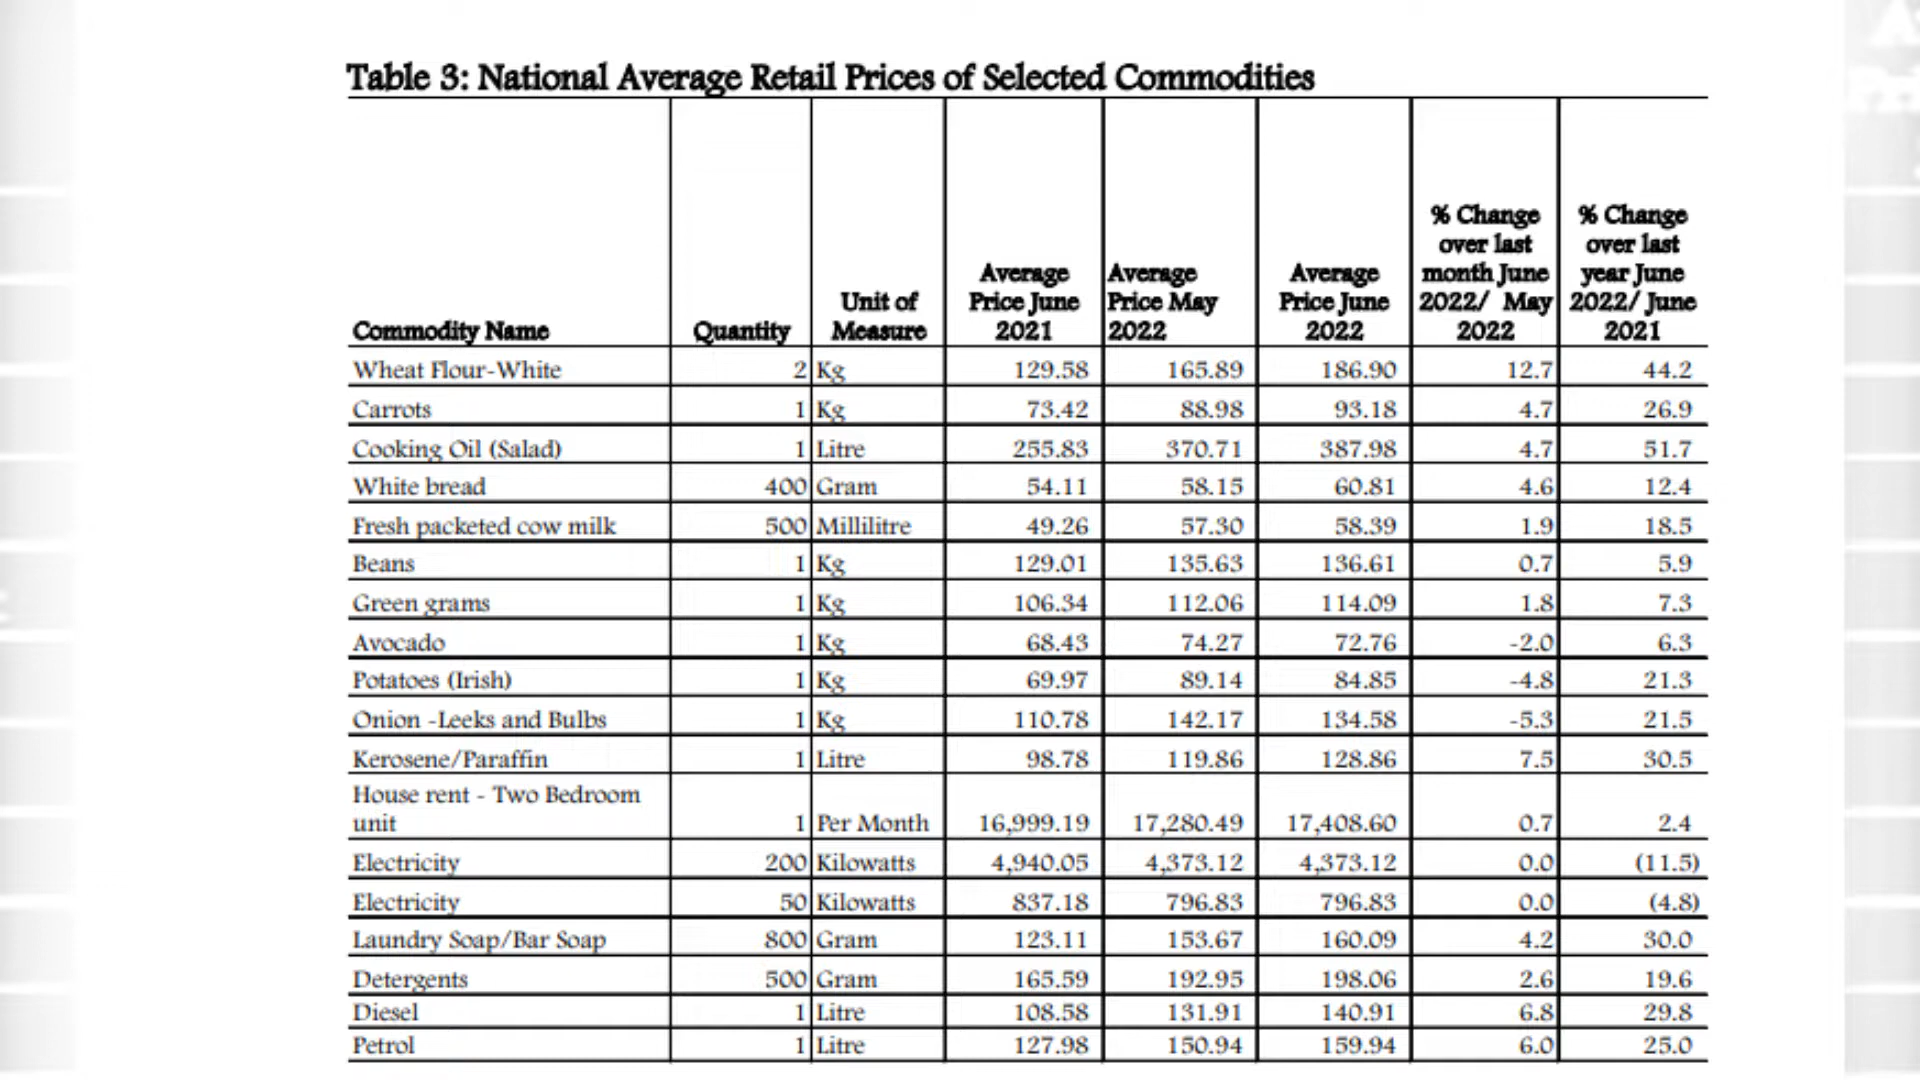 Table 3: National Average Retail Prices of Selected Commodities
Commodity Name Quantity Unit of Measure Average Price June 2021 Average Price May 2022 Average Price June 2022 % Change over last month June 2022/ May 2022 % Change over last year June 2022/ June 2021
Wheat Flour-White 2 Kg 129.58 165.89 186.90 12.7 44.2
Carrots 1 Kg 73.42 88.98 93.18 4.7 26.9
Cooking Oil (Salad) 1 Litre 255.83 370.71 387.98 4.7 51.7
White bread 400 Gram 54.11 58.15 60.81 4.6 12.4
Fresh packeted cow milk 500 Millilitre 49.26 57.30 58.39 1.9 18.5
Beans 1 Kg 129.01 135.63 136.61 0.7 5.9
Green grams 1 Kg 106.34 112.06 114.09 1.8 7.3
Avocado 1 Kg 68.43 74.27 72.76 -2.0 6.3
Potatoes (Irish) 1 Kg 69.97 89.14 84.85 -4.8 21.3
Onion -Leeks and Bulbs 1 Kg 110.78 142.17 134.58 -5.3 21.5
Kerosene/Paraffin 1 Litre 98.78 119.86 128.86 7.5 30.5
House rent - Two Bedroom
unit 1 Per Month 16,999.19 17,280.49 17,408.60 0.7 2.4
Electricity 200 Kilowatts 4,940.05 4,373.12 4,373.12 0.0 (11.5)
Electricity 50 Kilowatts 837.18 796.83 796.83 0.0 (4.8)
Laundry Soap/Bar Soap 800 Gram 123.11 153.67 160.09 4.2 30.0
Detergents 500 Gram 165.59 192.95 198.06 2.6 19.6
Diesel 1 Litre 108.58 131.91 140.91 6.8 29.8
Petrol 1 Litre 127.98 150.94 159.94 6.0 25.0